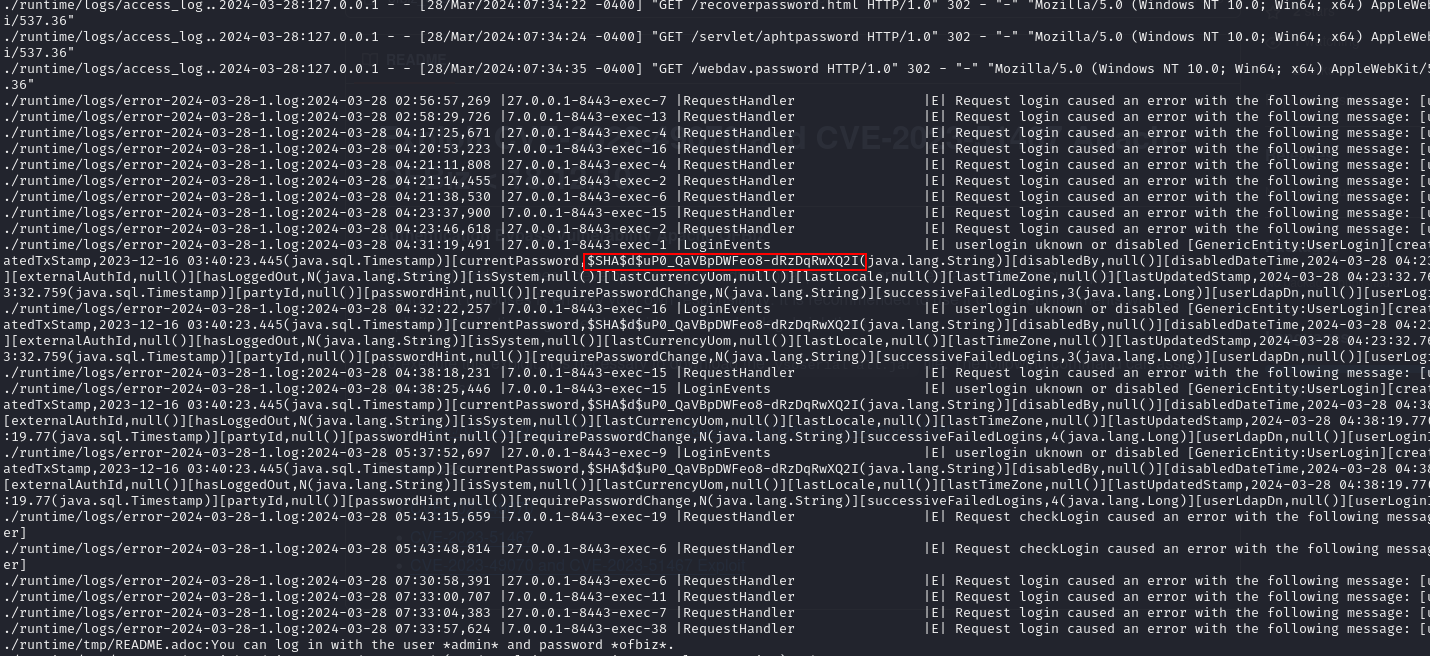 ./runtime/logs/access_log..2024-03-28:127.0.0.1 - - [28/Mar/2024:07:34:22 -0400] "GET /recoverpassword.html HTTP/1.0" 302 - "-" "Mozilla/5.0 (Windows NT 10.0; Win64; x64) AppleWeb
i/537.36"
./runtime/logs/access_log..2024-03-28:127.0.0.1 - - [28/Mar/2024:07:34:24 -0400] "GET /servlet/aphtpassword HTTP/1.0" 302 - "-" "Mozilla/5.0 (Windows NT 10.0; Win64; x64) AppleWeb
i/537.36"
./runtime/logs/access_log..2024-03-28:127.0.0.1 - - [28/Mar/2024:07:34:35 -0400] "GET /webdav.password HTTP/1.0" 302 - "-" "Mozilla/5.0 (Windows NT 10.0; Win64; x64) AppleWebKit/5
.36"
./runtime/logs/error-2024-03-28-1.log:2024-03-28 02:56:57,269 |27.0.0.1-8443-exec-7 |RequestHandler |E| Request login caused an error with the following message: [u
./runtime/logs/error-2024-03-28-1.log:2024-03-28 02:58:29,726 |7.0.0.1-8443-exec-13 |RequestHandler |E| Request login caused an error with the following message: [u
./runtime/logs/error-2024-03-28-1.log:2024-03-28 04:17:25,671 |27.0.0.1-8443-exec-4 |RequestHandler |E| Request login caused an error with the following message: [u
./runtime/logs/error-2024-03-28-1.log:2024-03-28 04:20:53,223 |7.0.0.1-8443-exec-16 |RequestHandler |E| Request login caused an error with the following message: [u
./runtime/logs/error-2024-03-28-1.log:2024-03-28 04:21:11,808 |27.0.0.1-8443-exec-4 |RequestHandler |E| Request login caused an error with the following message: [u
./runtime/logs/error-2024-03-28-1.log:2024-03-28 04:21:14,455 |27.0.0.1-8443-exec-2 |RequestHandler |E| Request login caused an error with the following message: [u
./runtime/logs/error-2024-03-28-1.log:2024-03-28 04:21:38,530 |27.0.0.1-8443-exec-6 |RequestHandler |E| Request login caused an error with the following message: [u
./runtime/logs/error-2024-03-28-1.log:2024-03-28 04:23:37,900 |7.0.0.1-8443-exec-15 |RequestHandler |E| Request login caused an error with the following message: [u
./runtime/logs/error-2024-03-28-1.log:2024-03-28 04:23:46,618 |27.0.0.1-8443-exec-2 |RequestHandler |E| Request login caused an error with the following message: [u
./runtime/logs/error-2024-03-28-1.log:2024-03-28 04:31:19,491 |27.0.0.1-8443-exec-1 |LoginEvents |E| userlogin uknown or disabled [GenericEntity:UserLogin][creat
atedTxStamp,2023-12-16 03:40:23.445(java.sql.Timestamp)][currentPassword,$SHA$d$uP0_QaVBpDWFeo8-dRzDqRwXQ2I(java.lang.String)][disabledBy,null()][disabledDateTime,2024-03-28 04:23
][externalAuthId,null()][hasLoggedOut,N(java.lang.String)][isSystem,null()][lastCurrencyUom,null()][lastLocale,null()][lastTimeZone,null()][lastUpdatedStamp,2024-03-28 04:23:32.76
3:32.759(java.sql.Timestamp)][partyId,null()][passwordHint,null()][requirePasswordChange,N(java.lang.String)][successiveFailedLogins,3(java.lang.Long)][userLdapDn,null()][userLogi
./runtime/logs/error-2024-03-28-1.log:2024-03-28 04:32:22,257 |7.0.0.1-8443-exec-16 |LoginEvents |E| userlogin uknown or disabled [GenericEntity:UserLogin][creat
atedTxStamp,2023-12-16 03:40:23.445(java.sql.Timestamp)][currentPassword,$SHA$d$uP0_QaVBpDWFeo8-dRzDqRwXQ2I(java.lang.String)][disabledBy,null()][disabledDateTime,2024-03-28 04:23
][externalAuthId,null()][hasLoggedOut,N(java.lang.String)][isSystem,null()][lastCurrencyUom,null()][lastLocale,null()][lastTimeZone,null()][lastUpdatedStamp,2024-03-28 04:23:32.76
3:32.759(java.sql.Timestamp)][partyId,null()][passwordHint,null()][requirePasswordChange,N(java.lang.String)][successiveFailedLogins,3(java.lang.Long)][userLdapDn,null()][userLogi
./runtime/logs/error-2024-03-28-1.log:2024-03-28 04:38:18,231 |7.0.0.1-8443-exec-15 |RequestHandler |E| Request login caused an error with the following message: [u
./runtime/logs/error-2024-03-28-1.log:2024-03-28 04:38:25,446 |7.0.0.1-8443-exec-15 |LoginEvents |E| userlogin uknown or disabled [GenericEntity:UserLogin][creat
atedTxStamp,2023-12-16 03:40:23.445(java.sql.Timestamp)][currentPassword,$SHA$d$uP0_QaVBpDWFeo8-dRzDqRwXQ2I(java.lang.String)][disabledBy,null()][disabledDateTime,2024-03-28 04:38
[externalAuthId,null()][hasLoggedOut,N(java.lang.String)][isSystem,null()][lastCurrencyUom,null()][lastLocale,null()][lastTimeZone,null()][lastUpdatedStamp,2024-03-28 04:38:19.77(
:19.77(java.sql.Timestamp)][partyId,null()][passwordHint,null()][requirePasswordChange,N(java.lang.String)][successiveFailedLogins,4(java.lang.Long)][userLdapDn,null()][userLoginI
./runtime/logs/error-2024-03-28-1.log:2024-03-28 05:37:52,697 |27.0.0.1-8443-exec-9 |LoginEvents |E| userlogin uknown or disabled [GenericEntity:UserLogin][creat
atedTxStamp,2023-12-16 03:40:23.445(java.sql.Timestamp)][currentPassword,$SHA$d$uP0_QaVBpDWFeo8-dRzDqRwXQ2I(java.lang.String)][disabledBy,null()][disabledDateTime,2024-03-28 04:38
[externalAuthId,null()][hasLoggedOut,N(java.lang.String)][isSystem,null()][lastCurrencyUom,null()][lastLocale,null()][lastTimeZone,null()][lastUpdatedStamp,2024-03-28 04:38:19.77(
:19.77(java.sql.Timestamp)][partyId,null()][passwordHint,null()][requirePasswordChange,N(java.lang.String)][successiveFailedLogins,4(java.lang.Long)][userLdapDn,null()][userLoginI
./runtime/logs/error-2024-03-28-1.log:2024-03-28 05:43:15,659 |7.0.0.1-8443-exec-19 |RequestHandler |E| Request checkLogin caused an error with the following messag
er]
./runtime/logs/error-2024-03-28-1.log:2024-03-28 05:43:48,814 |27.0.0.1-8443-exec-6 |RequestHandler |E| Request checkLogin caused an error with the following messag
er]
./runtime/logs/error-2024-03-28-1.log:2024-03-28 07:30:58,391 |27.0.0.1-8443-exec-6 |RequestHandler |E| Request login caused an error with the following message: [u
./runtime/logs/error-2024-03-28-1.log:2024-03-28 07:33:00,707 |7.0.0.1-8443-exec-11 |RequestHandler |E| Request login caused an error with the following message: [u
./runtime/logs/error-2024-03-28-1.log:2024-03-28 07:33:04,383 |27.0.0.1-8443-exec-7 |RequestHandler |E| Request login caused an error with the following message: [u
./runtime/logs/error-2024-03-28-1.log:2024-03-28 07:33:57,624 |7.0.0.1-8443-exec-38 |RequestHandler |E| Request login caused an error with the following message: [u
./runtime/tmp/README.adoc:You can log in with the user *admin* and password *ofbiz*.